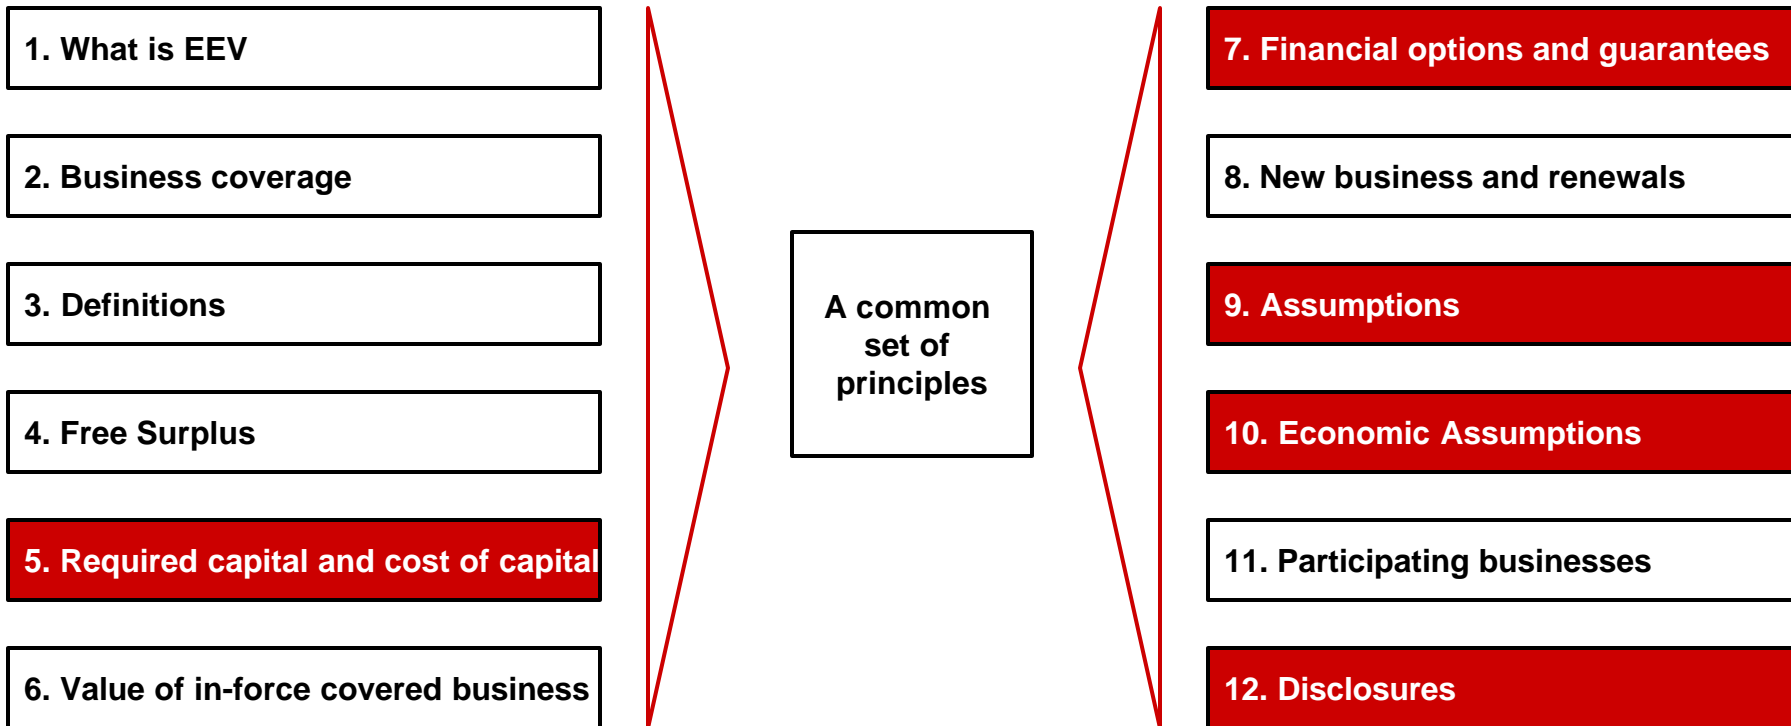 1. What is EEV
2. Business coverage
3. Definitions
4. Free Surplus
5. Required capital and cost of capital
6. Value of in-force covered business
A common
set of
principles
7. Financial options and guarantees
8. New business and renewals
9. Assumptions
10. Economic Assumptions
11. Participating businesses
12. Disclosures